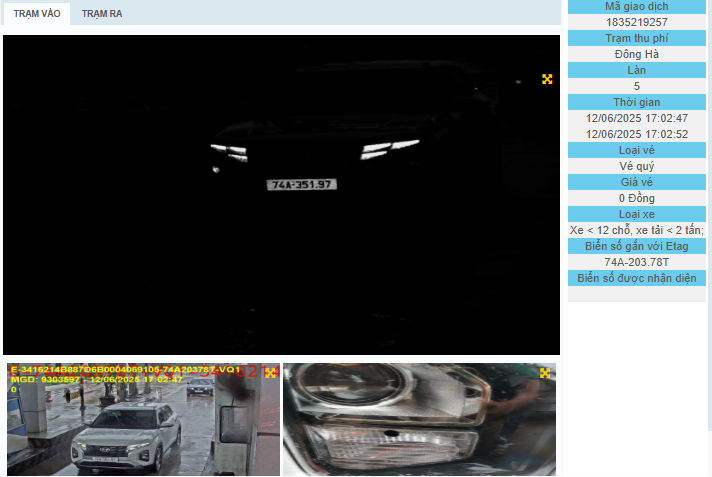 TRẠM VÀO
TRẠM RA
74A-351.97
E-3416214B887D6B0004069105-74A20378T-VQ1
MGD: 9303597 - 12/06/2025 17:02:47
0
Mã giao dịch
1835219257
Trạm thu phí
Đông Hà
Làn
5
Thời gian
12/06/2025 17:02:47
12/06/2025 17:02:52
Loại vé
Vé quý
Giá vé
0 Đồng
Loại xe
Xe < 12 chỗ, xe tải < 2 tấn;
Biển số gắn với Etag
74A-203.78T
Biển số được nhận diện